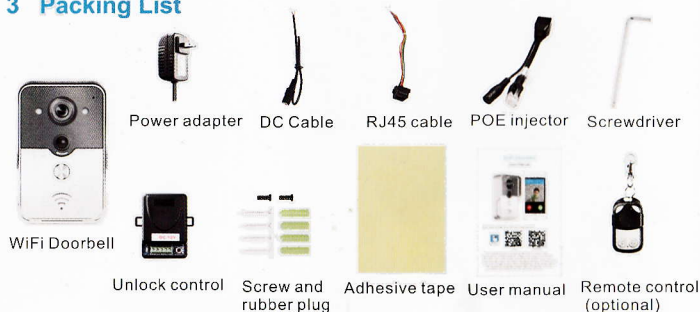 3 Packing List
Power adapter
DC Cable
RJ45 cable
POE injector
Screwdriver
WiFi Doorbell
Unlock control
Screw and
rubber plug
Adhesive tape
User manual
Remote control
(optional)